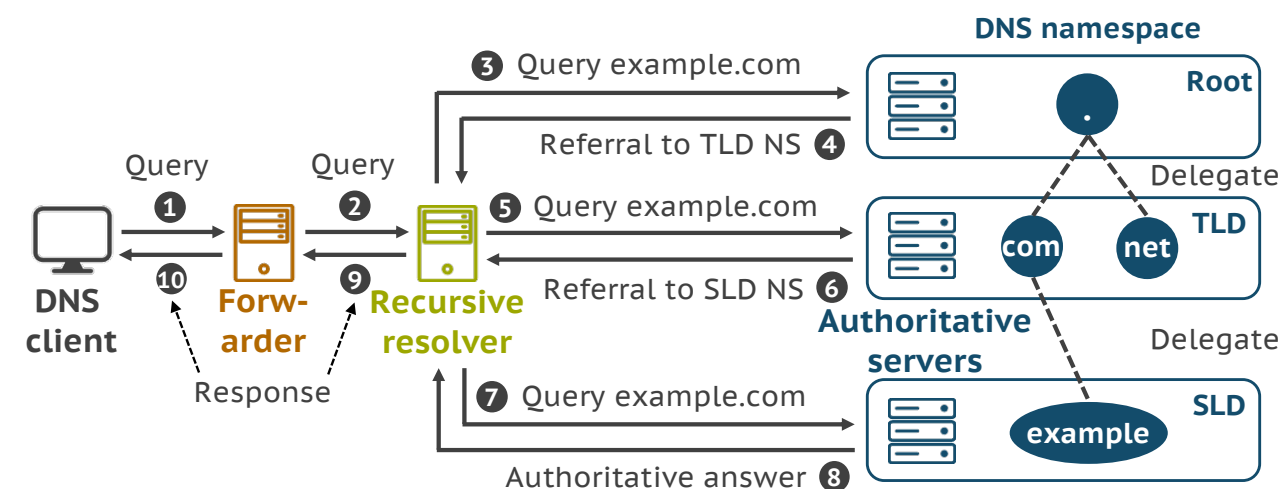 DNS namespace
3 Query example.com
Root
.
Referral to TLD NS 4
Delegate
Query
Query
1
2
5 Query example.com
TLD
com
net
10
9
Referral to SLD NS 6
DNS
client
Forw-
arder
Recursive
resolver
Authoritative
servers
Delegate
Response
7 Query example.com
SLD
example
Authoritative answer 8